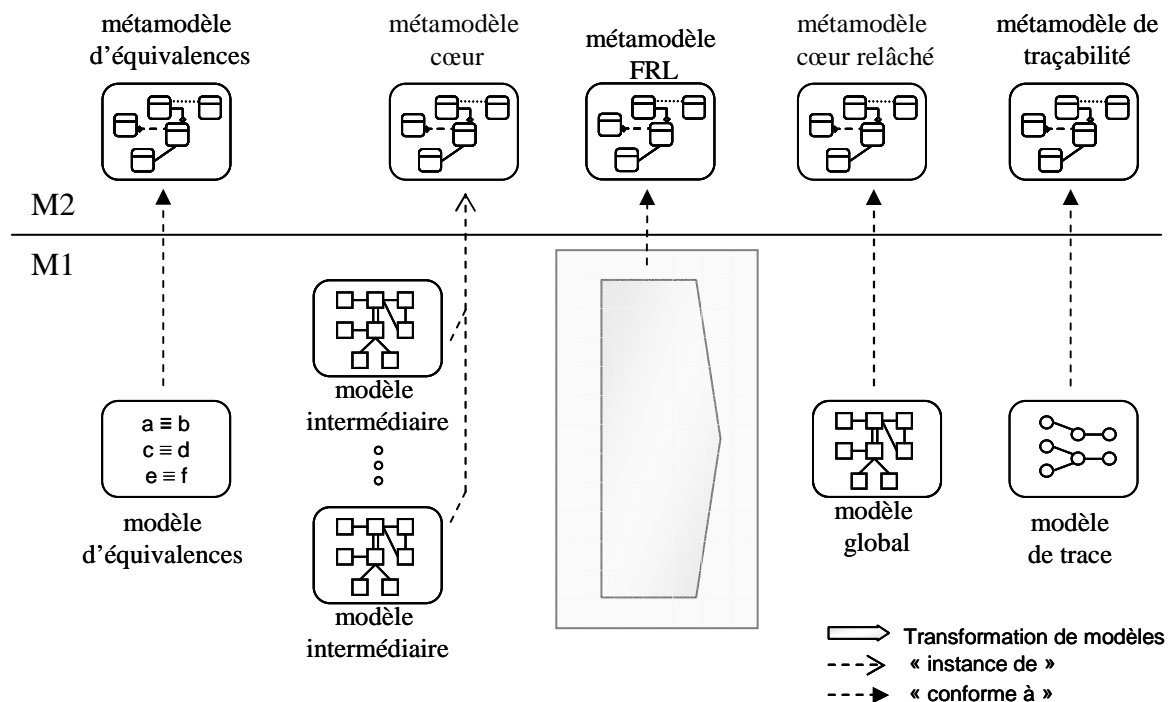 métamodèle
d'équivalences
métamodèle
cœur
métamodèle
FRL
métamodèle
cœur relâché
métamodèle de
traçabilité
M2
M1
modèle
intermédiaire
a ≡ b
c ≡ d
e ≡ f
modèle
d'équivalences
modèle
intermédiaire
modèle
global
modèle
de trace
Transformation de modèles
« instance de »
« conforme à »